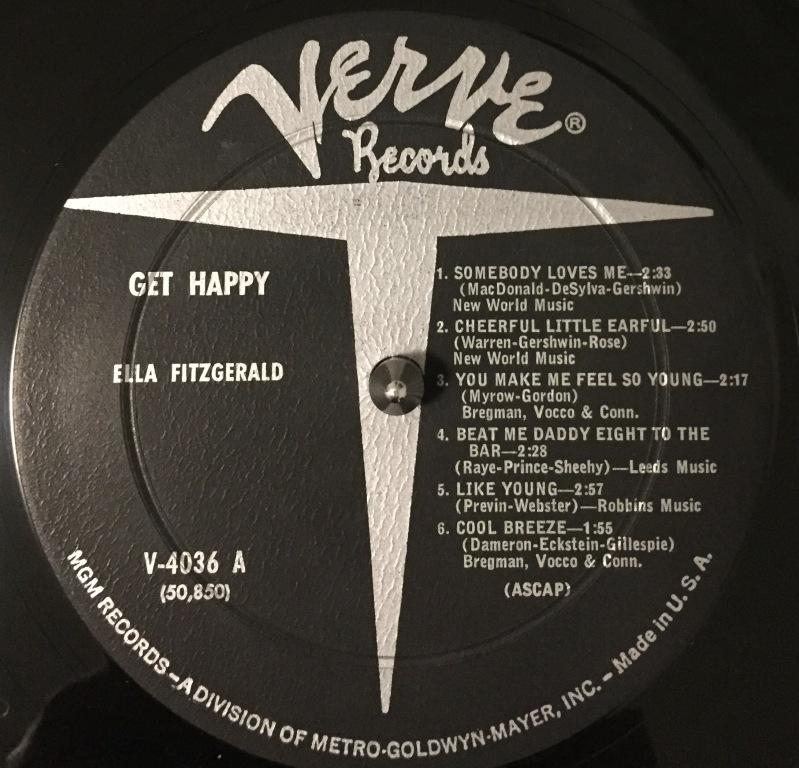 Verve®
Records
GET HAPPY
ELLA FITZGERALD
V-4036 A
(50,850)
1. SOMEBODY LOVES ME—2:33
(MacDonald-DeSylva-Gershwin)
New World Music
2. CHEERFUL LITTLE EARFUL—2:50
(Warren-Gershwin-Rose)
New World Music
3. YOU MAKE ME FEEL SO YOUNG—2:17
(Myrow-Gordon)
Bregman, Vocco & Conn.
4. BEAT ME DADDY EIGHT TO THE
BAR—2:28
(Raye-Prince-Sheehy)—Leeds Music
5. LIKE YOUNG—2:57
(Previn-Webster)—Robbins Music
6. COOL BREEZE—1:55
(Dameron-Eckstein-Gillespie)
Bregman, Vocco & Conn.
(ASCAP)
MGM RECORDS – A DIVISION OF METRO-GOLDWYN-MAYER, INC. – Made in U. S. A.